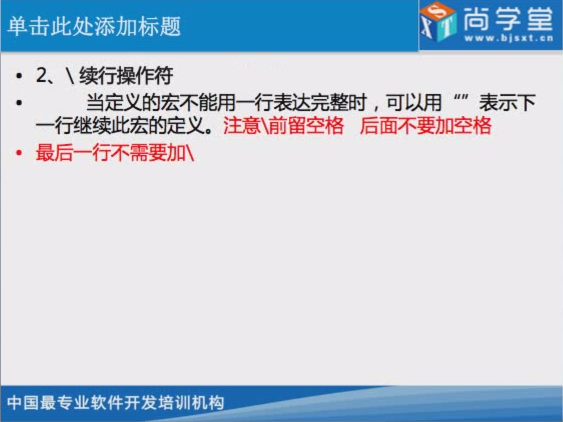 单击此处添加标题
尚学堂
www.bjsxt.cn
• 2、\ 续行操作符
• 当定义的宏不能用一行表达完整时，可以用“”表示下
一行继续此宏的定义。注意\前留空格 后面不要加空格
• 最后一行不需要加\
中国最专业软件开发培训机构